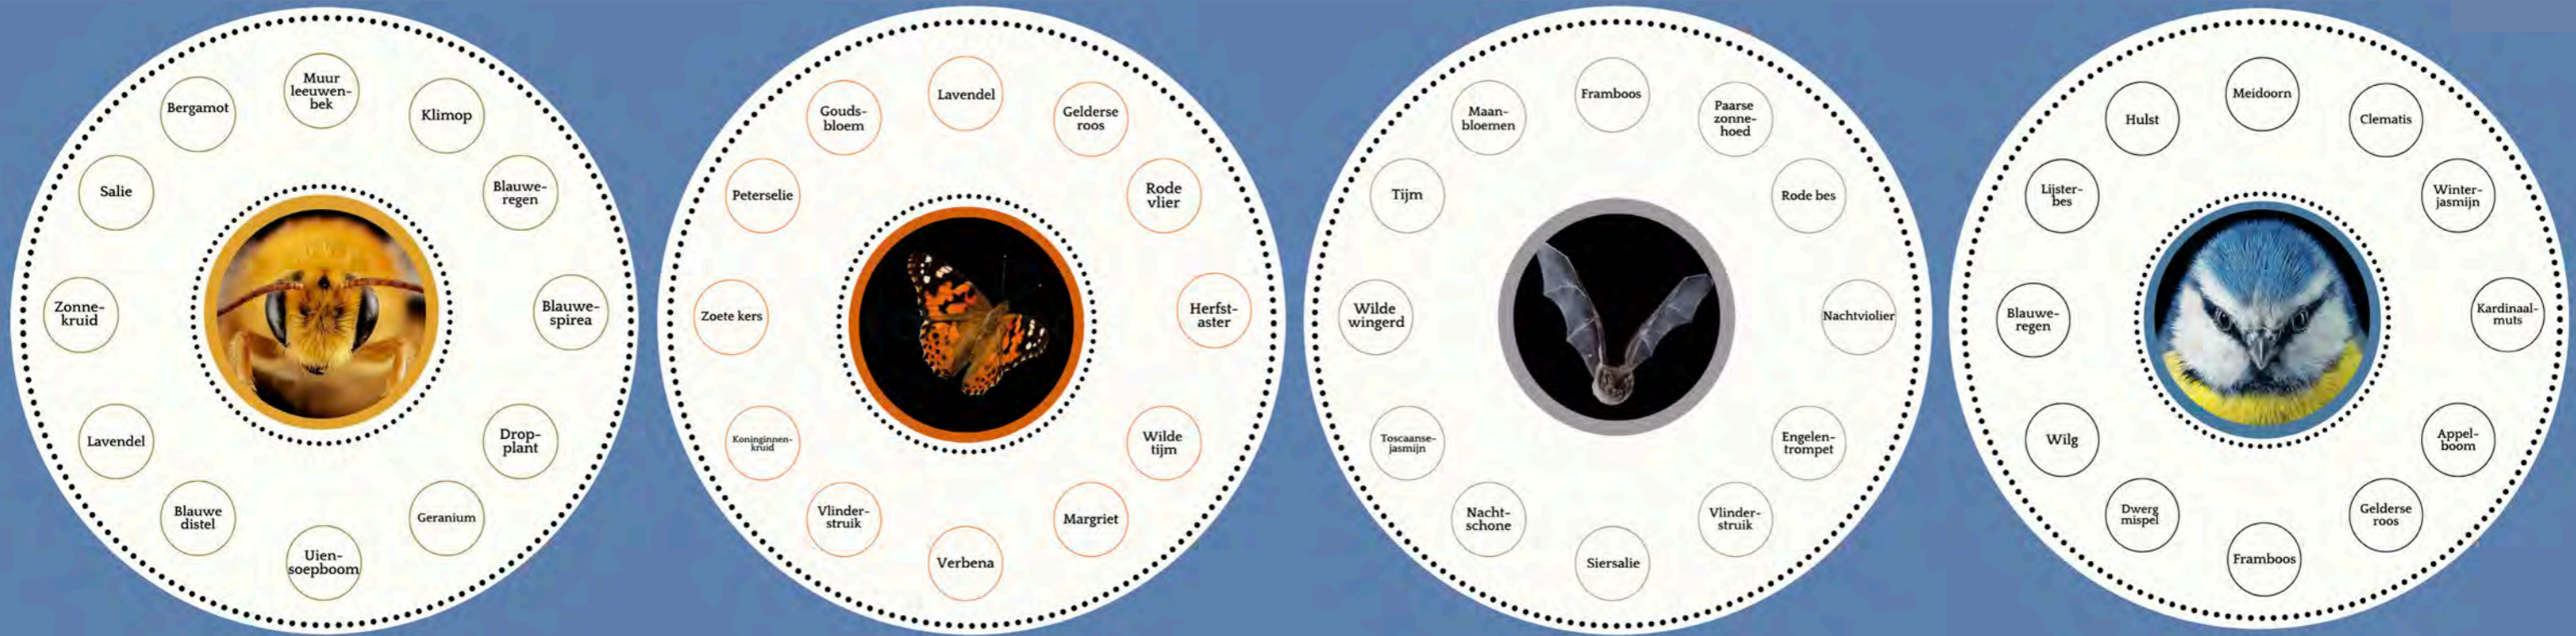 Muur
leeuwen-
bek
Klimop
Blauwe-
regen
Blauwe-
spirea
Drop-
plant
Geranium
Uien-
soepboom
Blauwe
distel
Lavendel
Zonne-
kruid
Salie
Bergamot
Lavendel
Gelderse
roos
Rode
vlier
Herfst-
aster
Wilde
tijm
Margriet
Verbena
Vlinder-
struik
Koninginnen-
kruid
Zoete kers
Peterselie
Gouds-
bloem
Framboos
Paarse
zonne-
hoed
Rode bes
Nachtviolier
Engelen-
trompet
Vlinder-
struik
Siersalie
Nacht-
schone
Toscaanse-
jasmijn
Wilde
wingerd
Tijm
Maan-
bloemen
Meidoorn
Clematis
Winter-
jasmijn
Kardinaal-
muts
Appel-
boom
Gelderse
roos
Framboos
Dwerg
mispel
Wilg
Blauwe-
regen
Lijster-
bes
Hulst